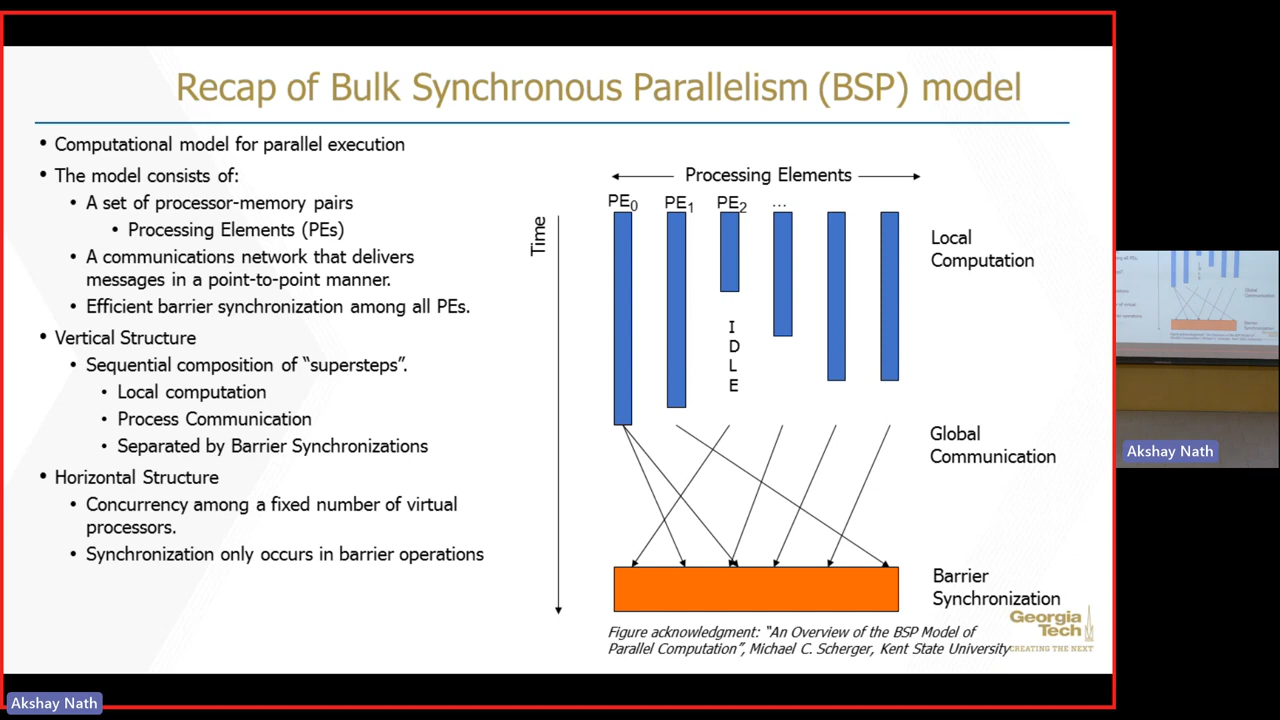 Recap of Bulk Synchronous Parallelism (BSP) model
• Computational model for parallel execution
• The model consists of:
• A set of processor-memory pairs
• Processing Elements (PEs)
• A communications network that delivers
messages in a point-to-point manner.
• Efficient barrier synchronization among all PEs.
• Vertical Structure
• Sequential composition of “supersteps”.
• Local computation
• Process Communication
• Separated by Barrier Synchronizations
• Horizontal Structure
• Concurrency among a fixed number of virtual
processors.
• Synchronization only occurs in barrier operations
Processing Elements
PE0 PE1 PE2 ...
Time
Local
Computation
I
D
L
E
Global
Communication
Barrier
Synchronization
Figure acknowledgment: “An Overview of the BSP Model of
Parallel Computation”, Michael C. Scherger, Kent State University
Georgia
Tech
CREATING THE NEXT
Akshay Nath
Global
Communication
Barrier
Synchronization
Akshay Nath